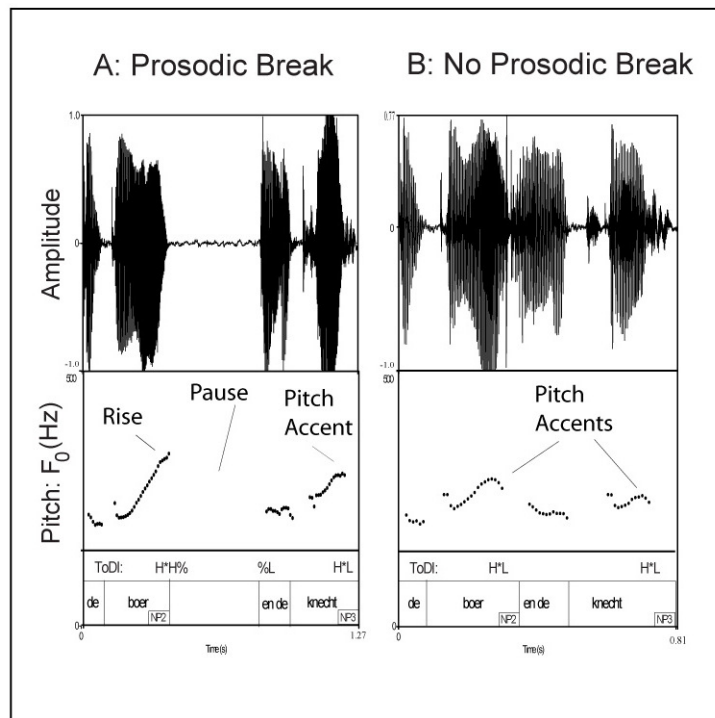 A: Prosodic Break
B: No Prosodic Break
1.0
0.77
Amplitude
0
0
-1.0
-1.0
500
500
Pitch: F0(Hz)
Rise
Pause
Pitch
Accent
Pitch
Accents
ToDI: H*H% %L H*L
ToDI: H*L H*L
de boer en de knecht
NP2 NP3
de boer en de knecht
NP2 NP3
0
0 1.27
Time(s)
0
0 0.81
Time(s)